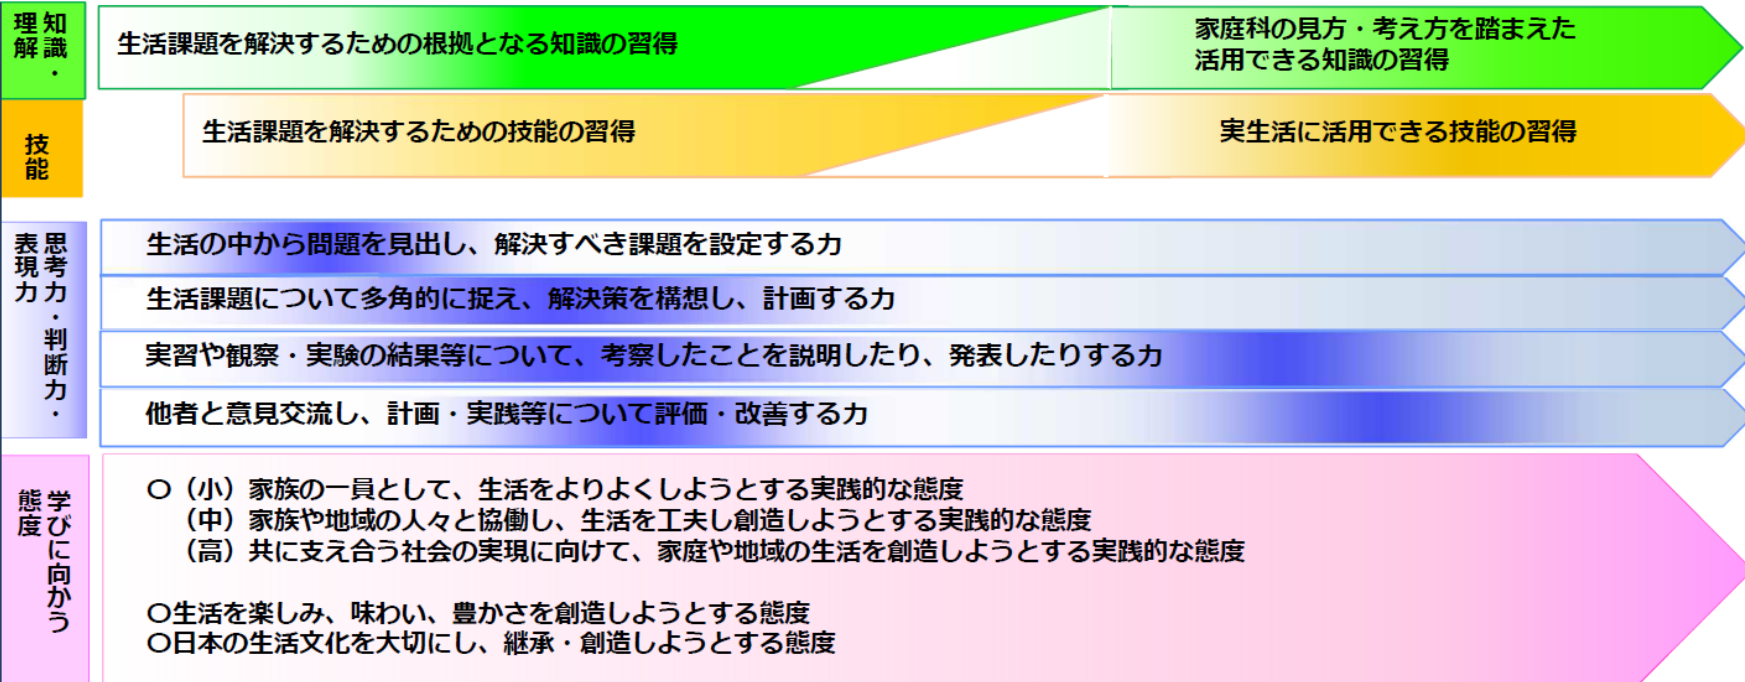 知識・
理解
生活課題を解決するための根拠となる知識の習得
家庭科の見方・考え方を踏まえた
活用できる知識の習得
技能
生活課題を解決するための技能の習得
実生活に活用できる技能の習得
思考力・判断力・
表現力
生活の中から問題を見出し、解決すべき課題を設定する力
生活課題について多角的に捉え、解決策を構想し、計画する力
実習や観察・実験の結果等について、考察したことを説明したり、発表したりする力
他者と意見交流し、計画・実践等について評価・改善する力
学びに向かう
態度
○（小）家族の一員として、生活をよりよくしようとする実践的な態度
（中）家族や地域の人々と協働し、生活を工夫し創造しようとする実践的な態度
（高）共に支え合う社会の実現に向けて、家庭や地域の生活を創造しようとする実践的な態度
○生活を楽しみ、味わい、豊かさを創造しようとする態度
○日本の生活文化を大切にし、継承・創造しようとする態度